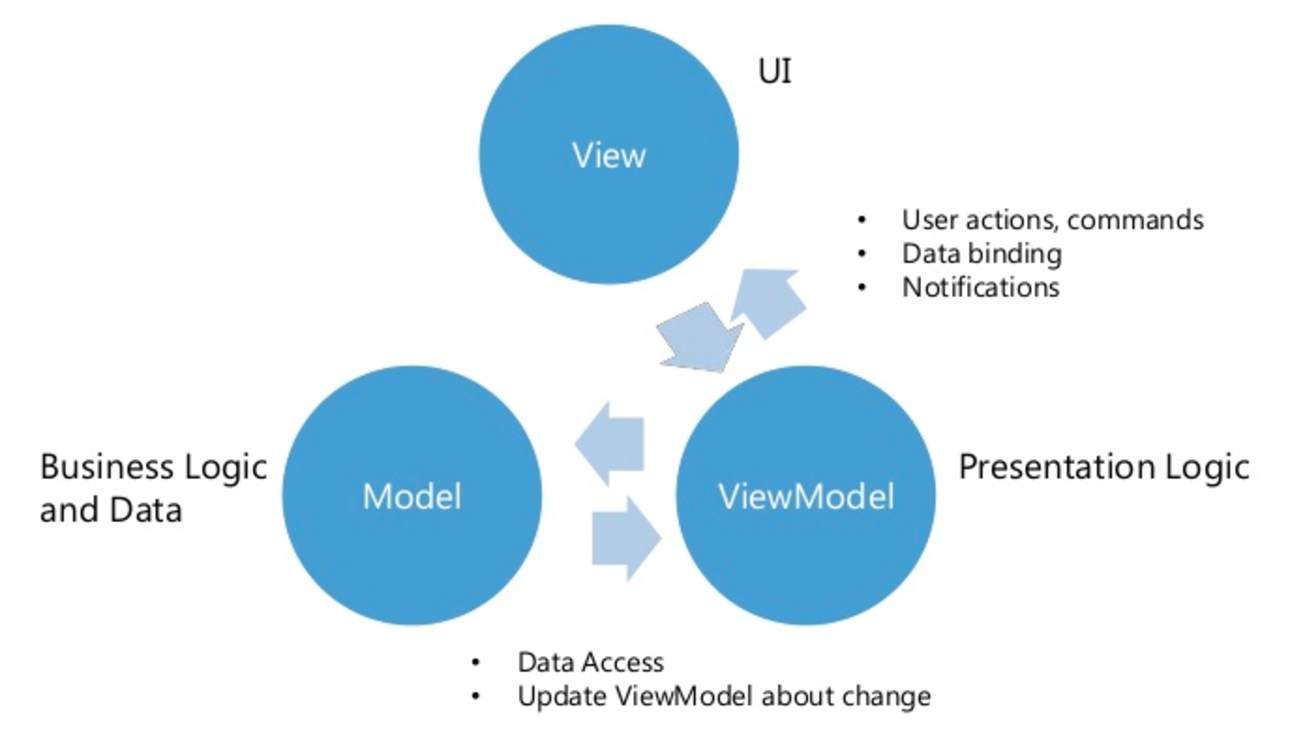 UI
View
• User actions, commands
• Data binding
• Notifications
Business Logic
and Data
Model
ViewModel
Presentation Logic
• Data Access
• Update ViewModel about change